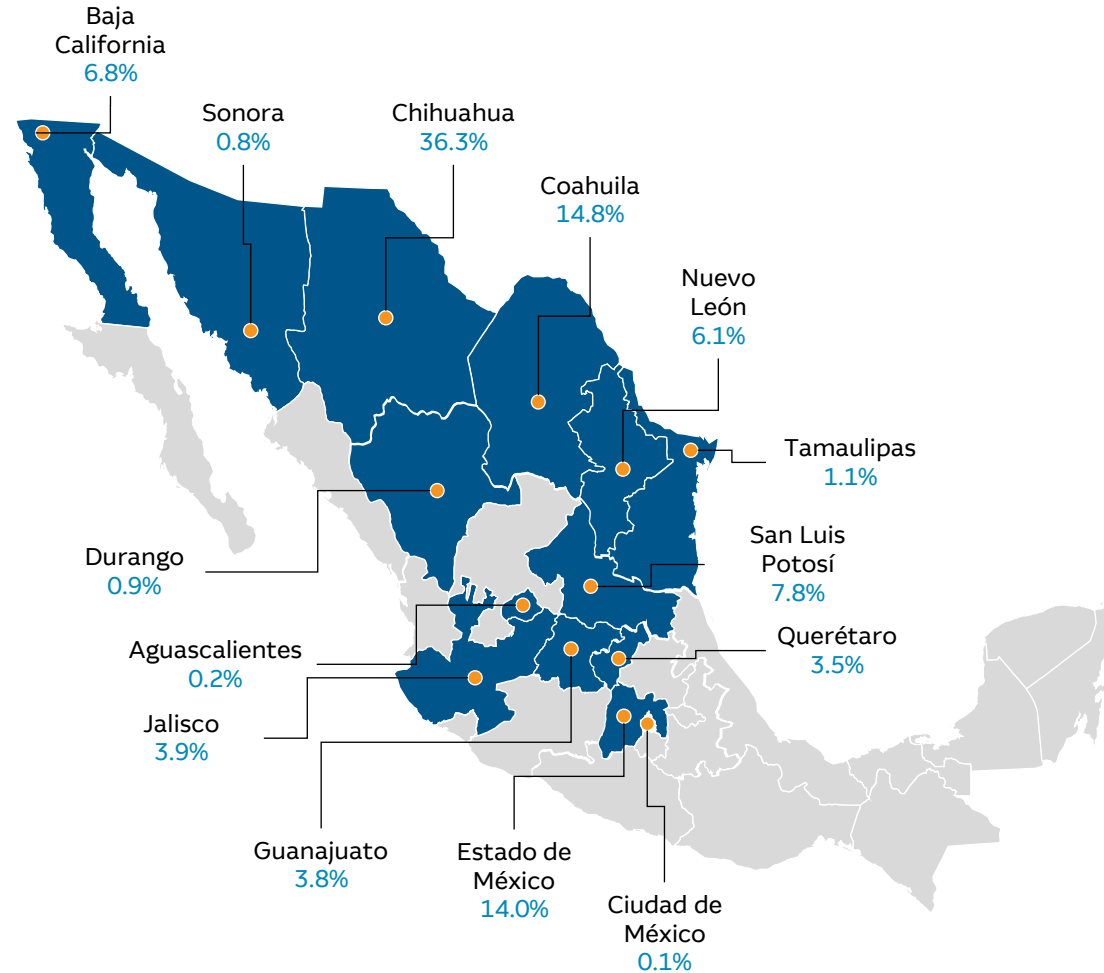 Baja
California
6.8%
Sonora
0.8%
Chihuahua
36.3%
Coahuila
14.8%
Nuevo
León
6.1%
Tamaulipas
1.1%
San Luis
Potosí
7.8%
Durango
0.9%
Querétaro
3.5%
Aguascalientes
0.2%
Jalisco
3.9%
Guanajuato
3.8%
Estado de
México
14.0%
Ciudad de
México
0.1%